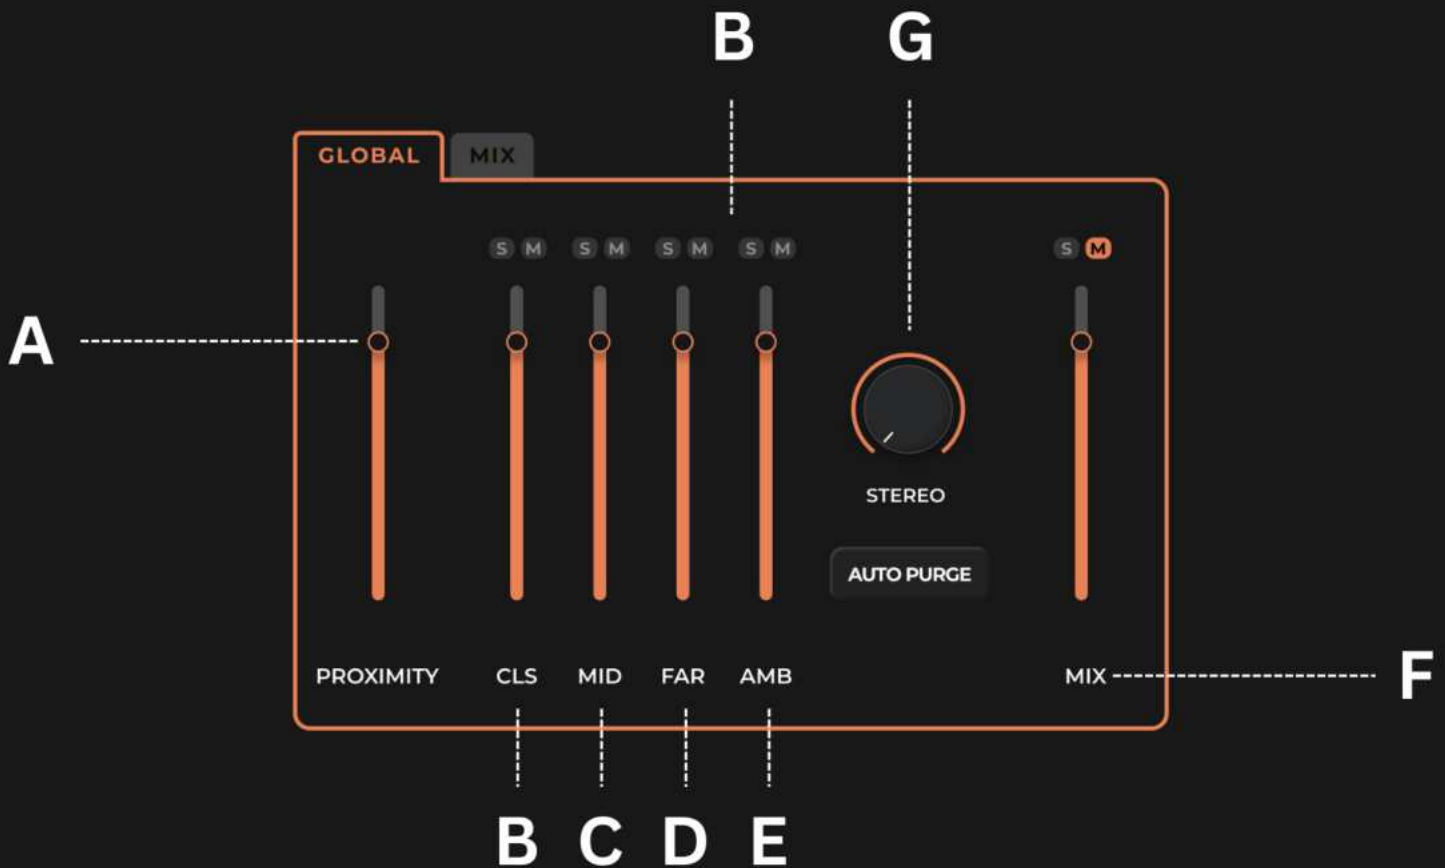 B G
GLOBAL MIX
S M S M S M S M S M
A
STEREO
AUTO PURGE
PROXIMITY CLS MID FAR AMB MIX F
B C D E